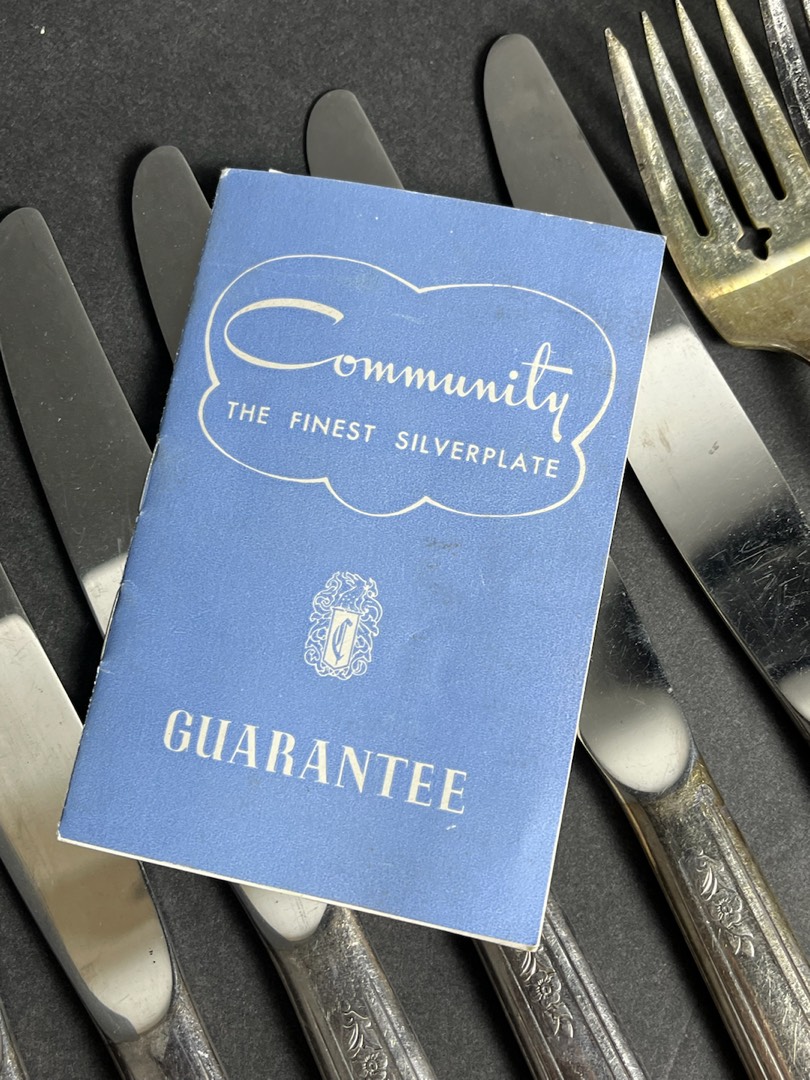 Community
THE FINEST SILVERPLATE
C
GUARANTEE